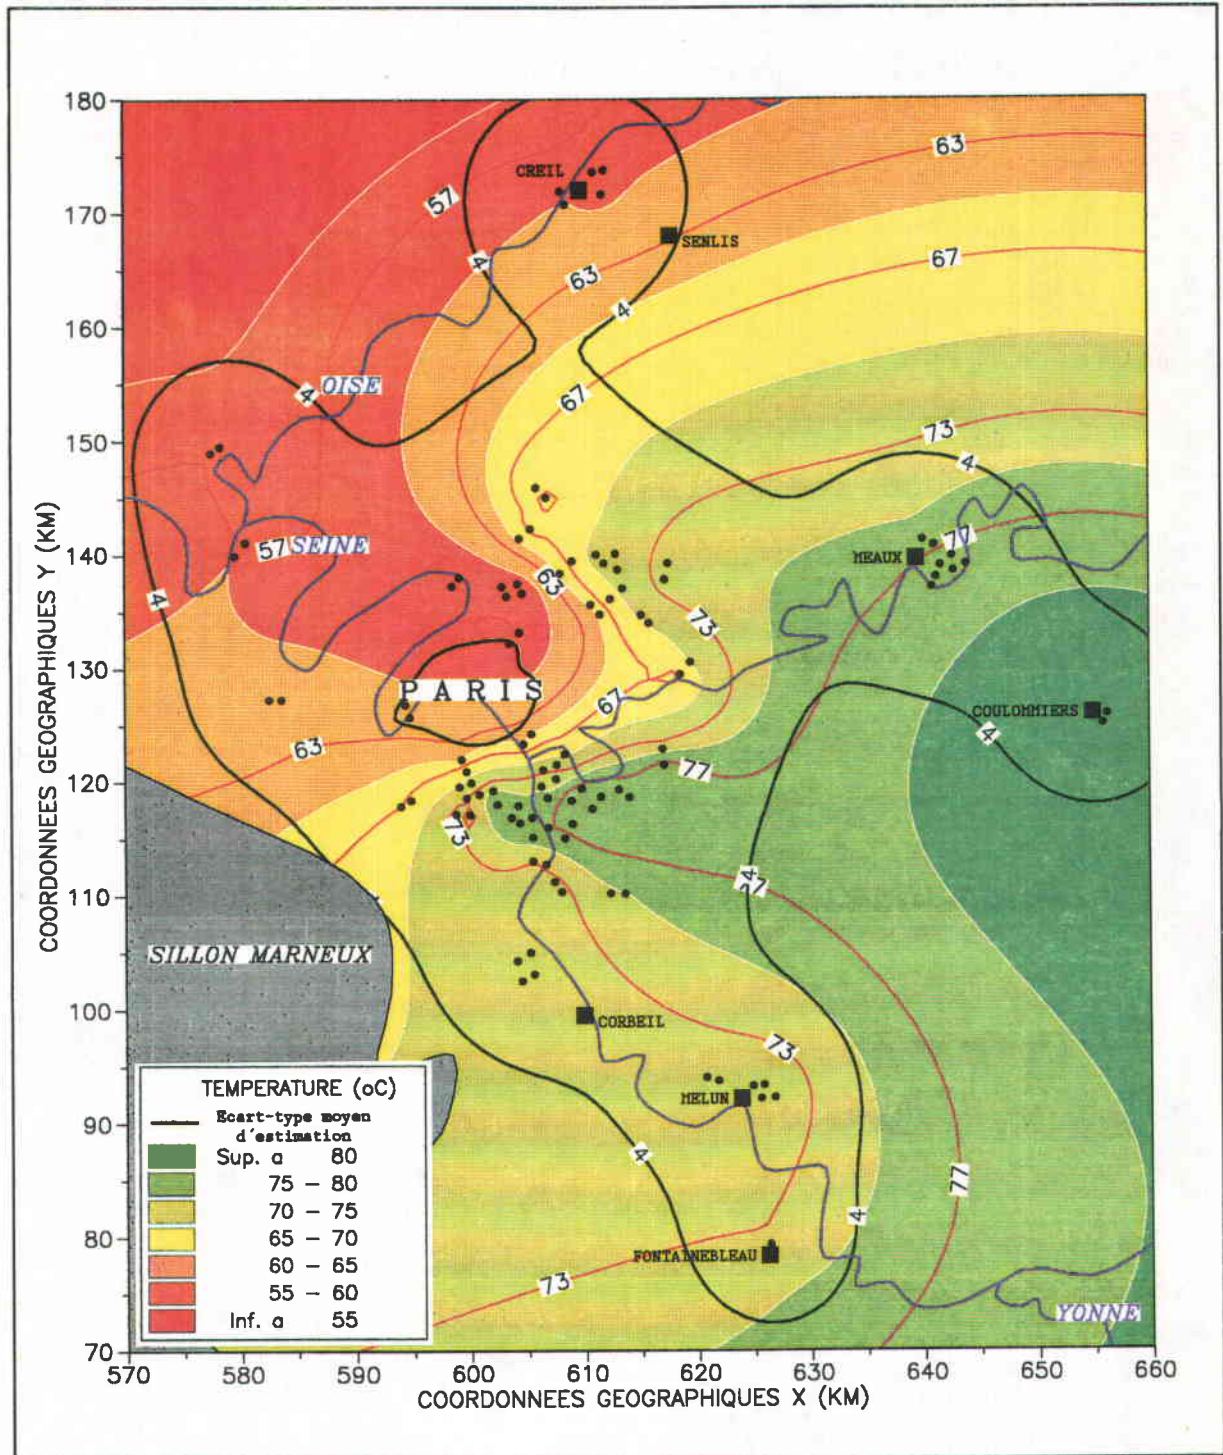 180
170
160
150
140
130
120
110
100
90
80
70
COORDONNEES GEOGRAPHIQUES Y (KM)
570
580
590
600
610
620
630
640
650
660
COORDONNEES GEOGRAPHIQUES X (KM)
63
CREIL
57
SENLIS
4
63
67
4
OISE
4
67
73
4
77
57
SEINE
MEAUX
63
4
73
PARIS
67
COULOMMIERS
63
4
77
73
77
4
SILLON MARNEUX
CORBEIL
73
MELUN
4
77
4
FONTAINEBLEAU
73
YONNE
TEMPERATURE (oC)
Ecart-type moyen
d'estimation
Sup. a 80
75 - 80
70 - 75
65 - 70
60 - 65
55 - 60
Inf. a 55